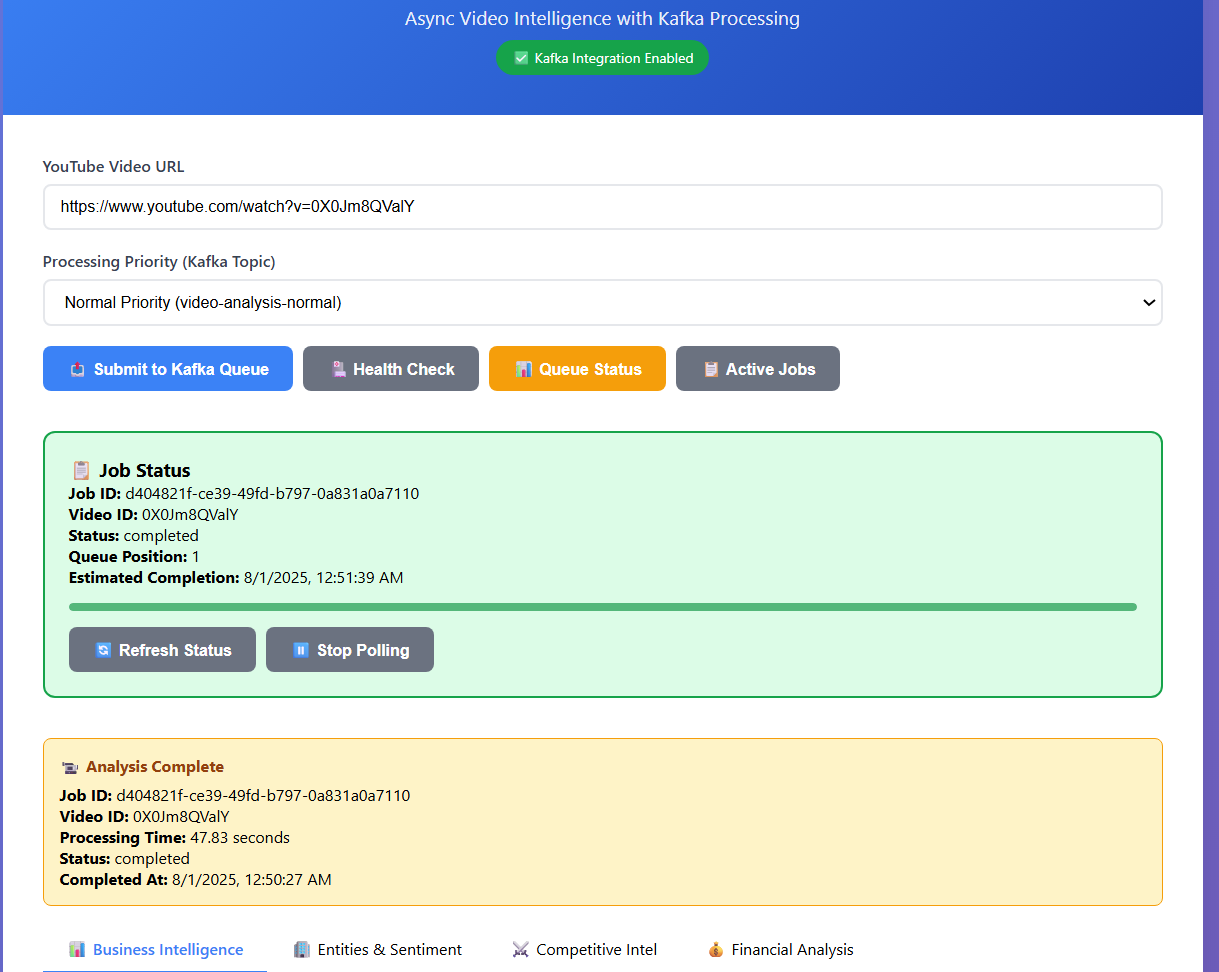 Async Video Intelligence with Kafka Processing
✅ Kafka Integration Enabled
YouTube Video URL
https://www.youtube.com/watch?v=0X0Jm8QValY
Processing Priority (Kafka Topic)
Normal Priority (video-analysis-normal)
📤 Submit to Kafka Queue
🏥 Health Check
📊 Queue Status
📋 Active Jobs
📋 Job Status
Job ID: d404821f-ce39-49fd-b797-0a831a0a7110
Video ID: 0X0Jm8QValY
Status: completed
Queue Position: 1
Estimated Completion: 8/1/2025, 12:51:39 AM
🔄 Refresh Status
⏸️ Stop Polling
📹 Analysis Complete
Job ID: d404821f-ce39-49fd-b797-0a831a0a7110
Video ID: 0X0Jm8QValY
Processing Time: 47.83 seconds
Status: completed
Completed At: 8/1/2025, 12:50:27 AM
📊 Business Intelligence
🏢 Entities & Sentiment
⚔️ Competitive Intel
💰 Financial Analysis